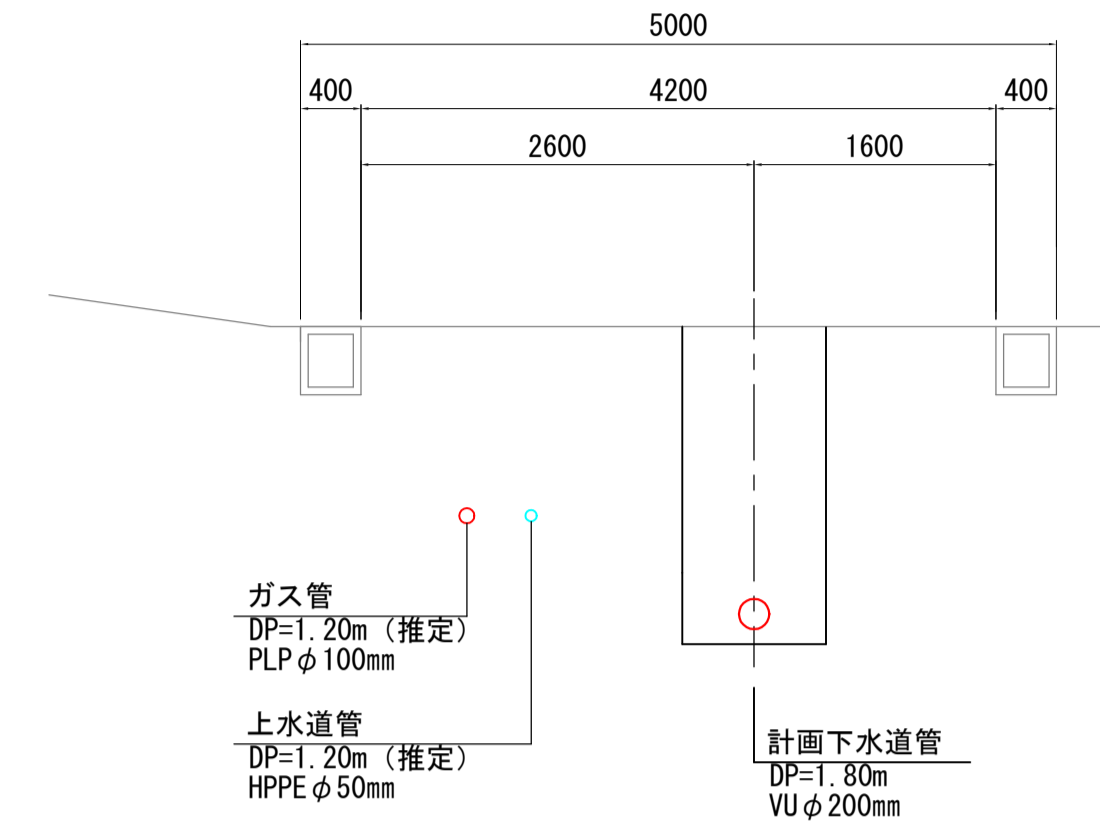 5000
400 4200 400
2600 1600
ガス管
DP=1.20m（推定）
PLPφ100mm
上水道管
DP=1.20m（推定）
HPPEφ50mm
計画下水道管
DP=1.80m
VUφ200mm